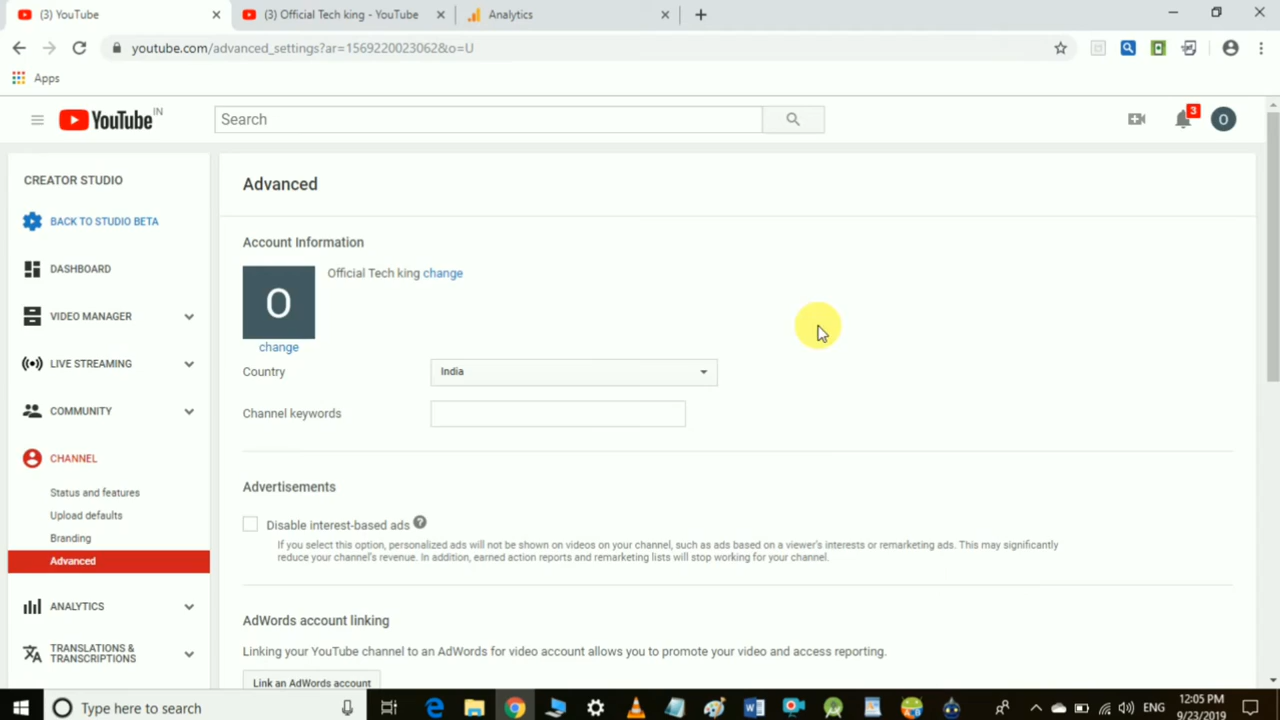 (3) YouTube
(3) Official Tech king - YouTube
Analytics
youtube.com/advanced_settings?ar=1569220023062&o=U
Apps
YouTube IN
Search
3
O
CREATOR STUDIO
BACK TO STUDIO BETA
DASHBOARD
VIDEO MANAGER
LIVE STREAMING
COMMUNITY
CHANNEL
Status and features
Upload defaults
Branding
Advanced
ANALYTICS
TRANSLATIONS &
TRANSCRIPTIONS
Advanced
Account Information
O
Official Tech king change
change
Country
India
Channel keywords
Advertisements
Disable interest-based ads ?
If you select this option, personalized ads will not be shown on videos on your channel, such as ads based on a viewer's interests or remarketing ads. This may significantly
reduce your channel's revenue. In addition, earned action reports and remarketing lists will stop working for your channel.
AdWords account linking
Linking your YouTube channel to an AdWords for video account allows you to promote your video and access reporting.
Link an AdWords account
Type here to search
ENG
12:05 PM
9/23/2019